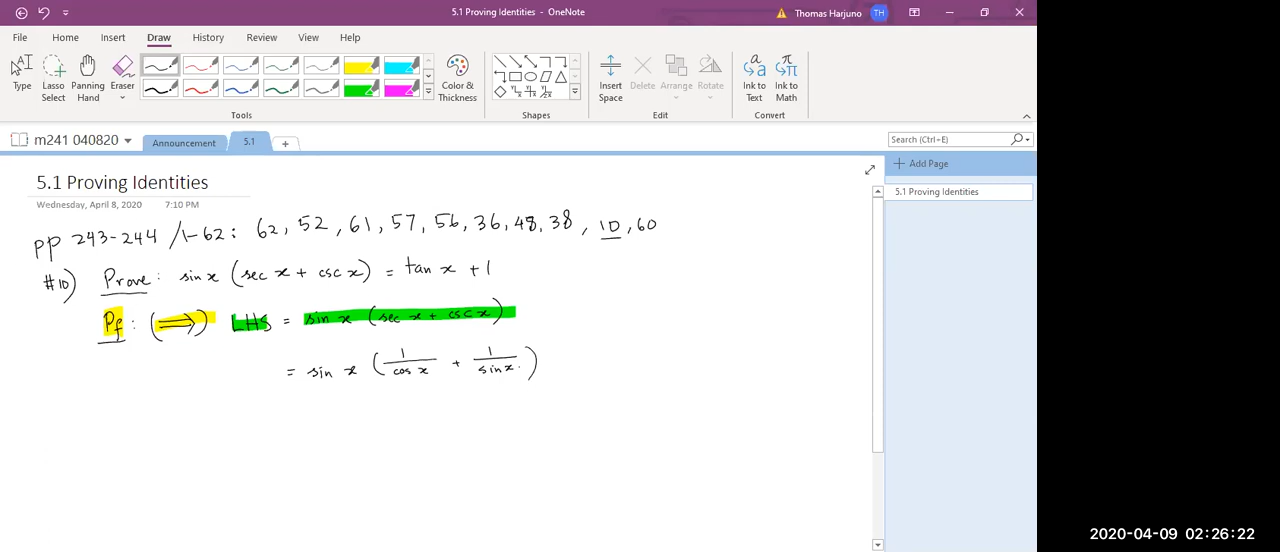 5.1 Proving Identities - OneNote
Thomas Harjuno TH
File Home Insert Draw History Review View Help
Type Lasso Select Panning Hand Eraser Color & Thickness Insert Space Delete Arrange Rotate Ink to Text Ink to Math
Tools Shapes Edit Convert
m241 040820 Announcement 5.1 Search (Ctrl+E)
Add Page
5.1 Proving Identities
5.1 Proving Identities
Wednesday, April 8, 2020 7:10 PM
pp 243-244 /1-62: 62, 52, 61, 57, 56, 36, 48, 38, 10, 60
#10) Prove: sin x (sec x + csc x) = tan x + 1
Pf: (⟹) LHS = sin x (sec x + csc x)
= sin x (1/cos x + 1/sin x)
2020-04-09 02:26:22